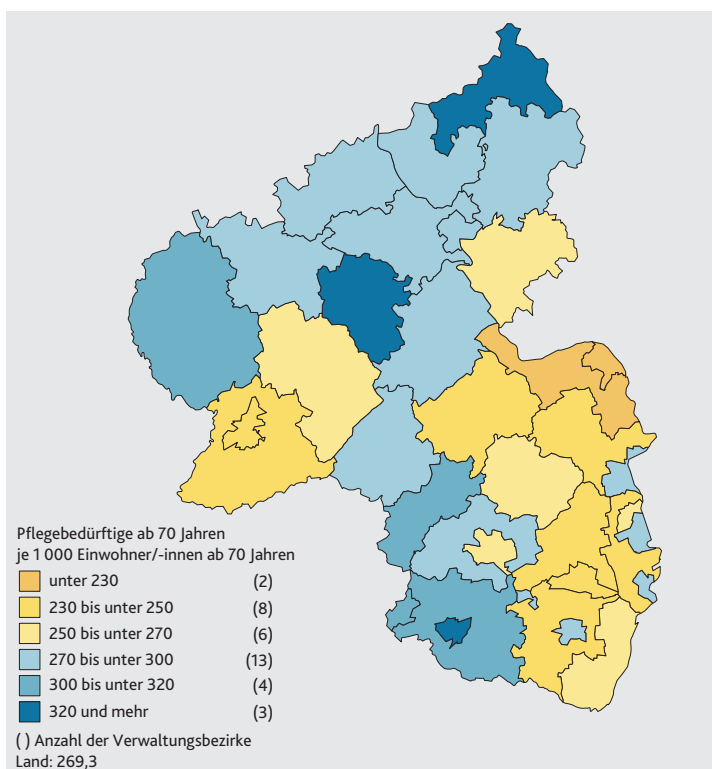 Pflegebedürftige ab 70 Jahren
je 1 000 Einwohner/-innen ab 70 Jahren
unter 230 (2)
230 bis unter 250 (8)
250 bis unter 270 (6)
270 bis unter 300 (13)
300 bis unter 320 (4)
320 und mehr (3)
( ) Anzahl der Verwaltungsbezirke
Land: 269,3